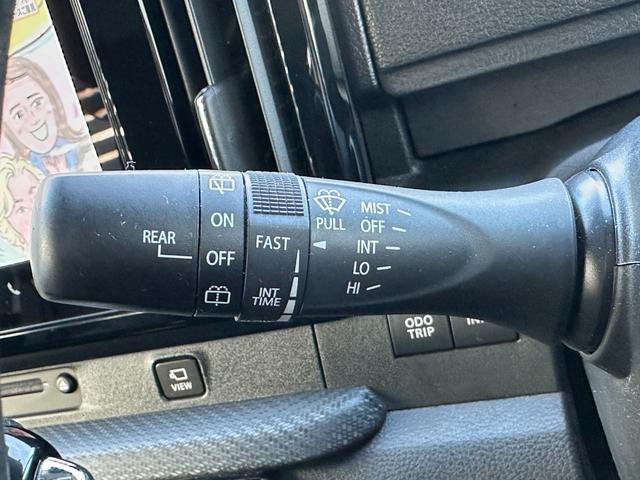 ON
REAR
OFF
FAST
INT
TIME
PULL
MIST
OFF
INT
LO
HI
ODO
TRIP
VIEW